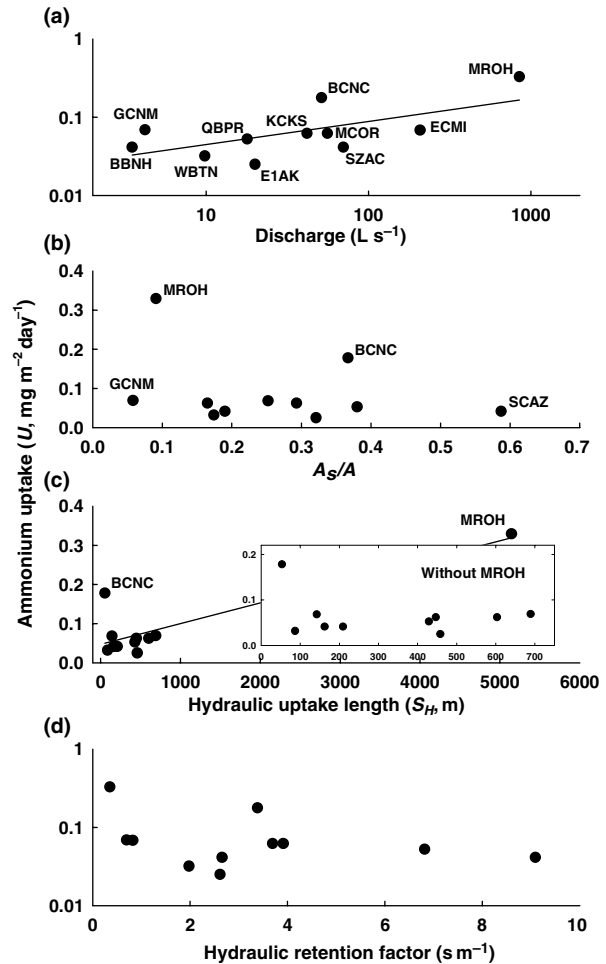 (a)
1
MROH
BCNC
GCNM
0.1
QBPR
KCKS
MCOR
ECMI
BBNH
WBTN
E1AK
SZAC
0.01
10
100
1000
Discharge (L s⁻¹)
(b)
0.4
MROH
0.3
0.2
BCNC
GCNM
0.1
SCAZ
0.0
0.0
0.1
0.2
0.3
0.4
0.5
0.6
0.7
A_S/A
Ammonium uptake (U, mg m⁻² day⁻¹)
(c)
0.4
MROH
0.3
0.2
Without MROH
0.2
BCNC
0.1
0.1
0.0
0.0
0
100
200
300
400
500
600
700
0
1000
2000
3000
4000
5000
6000
Hydraulic uptake length (S_H, m)
(d)
1
0.1
0.01
0
2
4
6
8
10
Hydraulic retention factor (s m⁻¹)